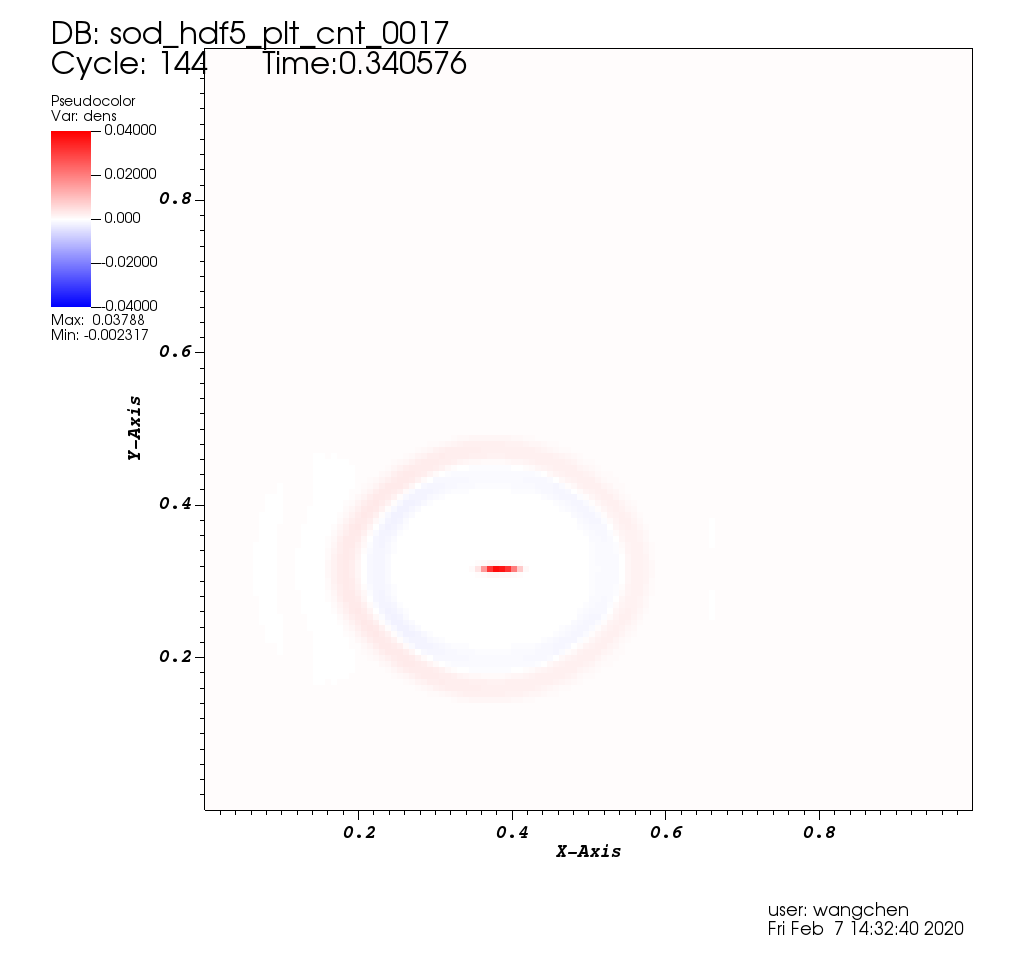 DB: sod_hdf5_plt_cnt_0017
Cycle: 144 Time:0.340576
Pseudocolor
Var: dens
0.04000
0.02000
0.000
-0.02000
-0.04000
Max: 0.03788
Min: -0.002317
0.8
0.6
0.4
0.2
Y-Axis
0.2 0.4 0.6 0.8
X-Axis
user: wangchen
Fri Feb 7 14:32:40 2020